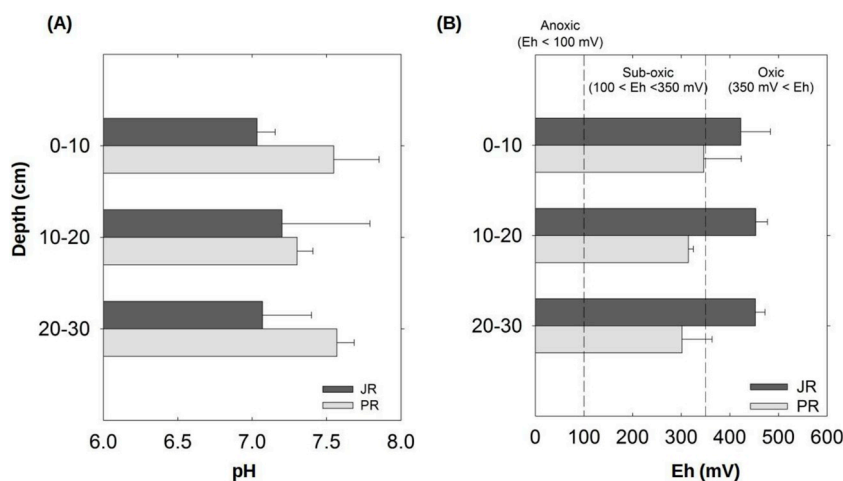 (A)
Depth (cm)
0-10
10-20
20-30
JR
PR
6.0 6.5 7.0 7.5 8.0
pH
(B)
Anoxic
(Eh < 100 mV)
Sub-oxic
(100 < Eh <350 mV)
Oxic
(350 mV < Eh)
0-10
10-20
20-30
JR
PR
0 100 200 300 400 500 600
Eh (mV)